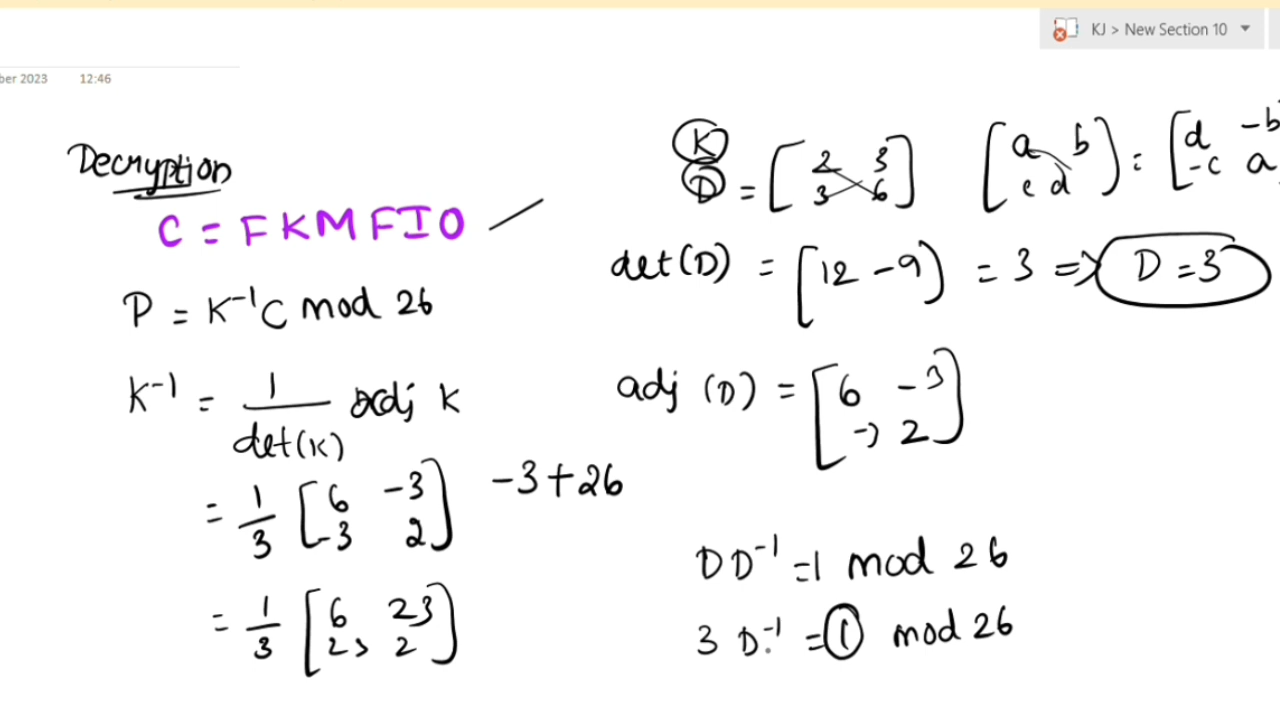 KJ > New Section 10
ber 2023 12:46
Decryption
C = FKMFIO
P = K⁻¹C mod 26
K⁻¹ = 1/det(K) adj K
= 1/3 [6 -3
-3 2] -3+26
= 1/3 [6 23
23 2]
K
D = [2 3
3 6] [a b
c d] = [d -b
-c a
det(D) = [12 - 9] = 3 => D = 3
adj (D) = [6 -3
-3 2]
DD⁻¹ = 1 mod 26
3 D⁻¹ = 1 mod 26